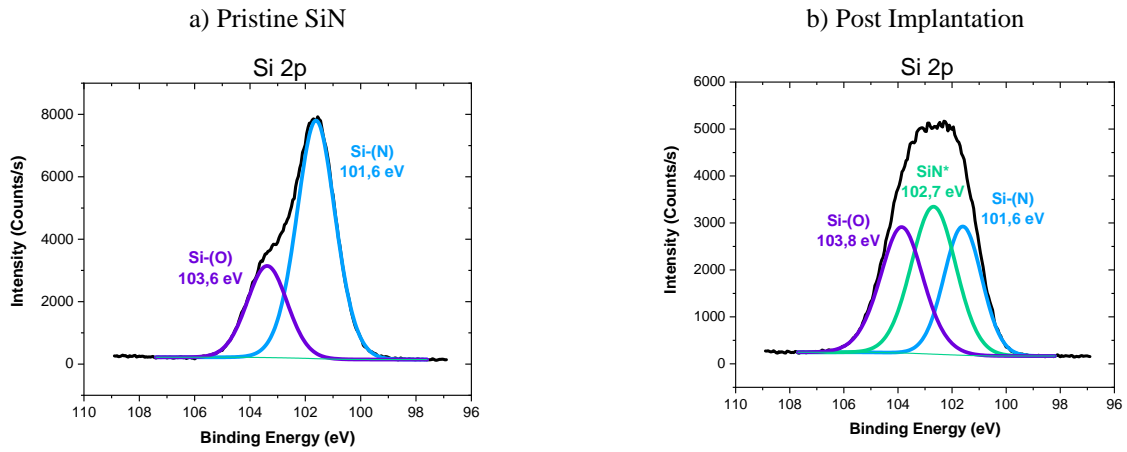 a) Pristine SiN
b) Post Implantation
Si 2p
8000
6000
4000
2000
0
Intensity (Counts/s)
Si-(N)
101,6 eV
Si-(O)
103,6 eV
110
108
106
104
102
100
98
96
Binding Energy (eV)
Si 2p
6000
5000
4000
3000
2000
1000
0
Intensity (Counts/s)
SiN*
102,7 eV
Si-(O)
103,8 eV
Si-(N)
101,6 eV
110
108
106
104
102
100
98
96
Binding Energy (eV)